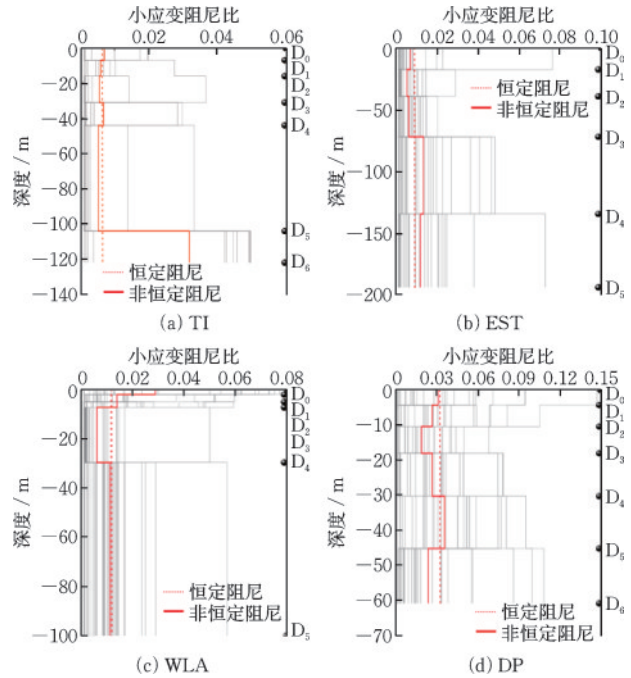 小应变阻尼比
0 0.02 0.04 0.06
0
−20
−40
−60
−80
−100
−120
−140
深度 / m
D0
D1
D2
D3
D4
D5
D6
恒定阻尼
非恒定阻尼
(a) TI
小应变阻尼比
0 0.02 0.04 0.06 0.08 0.10
0
−50
−100
−150
−200
深度 / m
D0
D1
D2
D3
D4
D5
恒定阻尼
非恒定阻尼
(b) EST
小应变阻尼比
0 0.02 0.04 0.06 0.08
0
−20
−40
−60
−80
−100
深度 / m
D0
D1
D2
D3
D4
D5
恒定阻尼
非恒定阻尼
(c) WLA
小应变阻尼比
0 0.03 0.06 0.09 0.12 0.15
0
−10
−20
−30
−40
−50
−60
−70
深度 / m
D0
D1
D2
D3
D4
D5
D6
恒定阻尼
非恒定阻尼
(d) DP